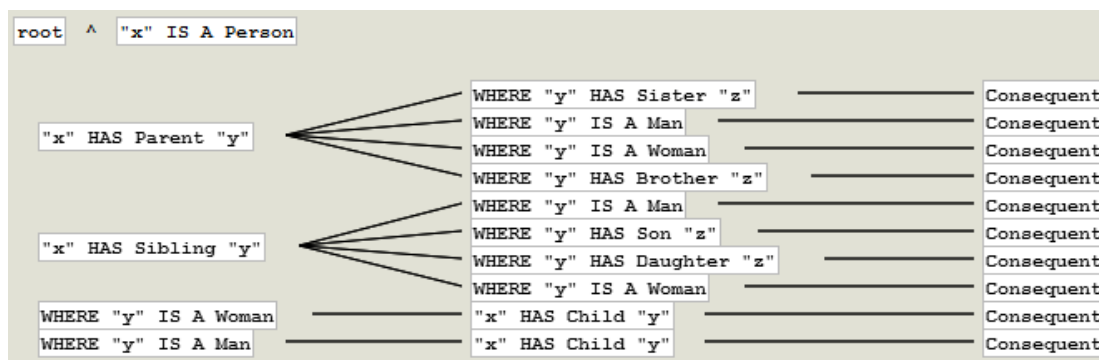 root ^ "x" IS A Person
WHERE "y" HAS Sister "z" Consequent
WHERE "y" IS A Man Consequent
"x" HAS Parent "y"
WHERE "y" IS A Woman Consequent
WHERE "y" HAS Brother "z" Consequent
WHERE "y" IS A Man Consequent
WHERE "y" HAS Son "z" Consequent
"x" HAS Sibling "y"
WHERE "y" HAS Daughter "z" Consequent
WHERE "y" IS A Woman Consequent
WHERE "y" IS A Woman "x" HAS Child "y" Consequent
WHERE "y" IS A Man "x" HAS Child "y" Consequent